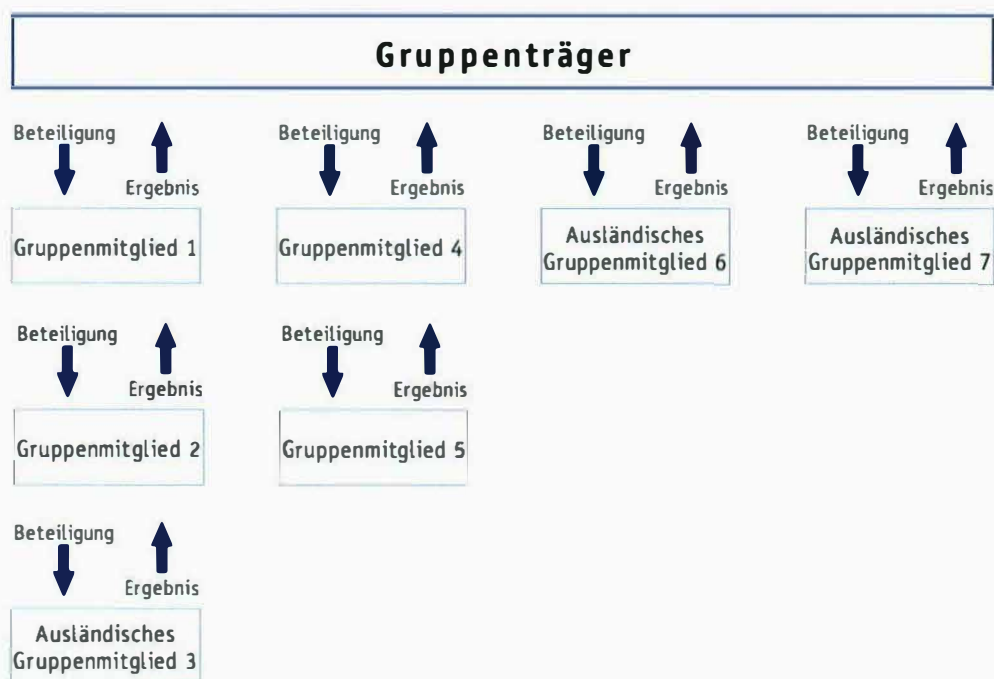 Gruppenträger
Beteiligung
Ergebnis
Beteiligung
Ergebnis
Beteiligung
Ergebnis
Beteiligung
Ergebnis
Gruppenmitglied 1
Gruppenmitglied 4
Ausländisches
Gruppenmitglied 6
Ausländisches
Gruppenmitglied 7
Beteiligung
Ergebnis
Beteiligung
Ergebnis
Gruppenmitglied 2
Gruppenmitglied 5
Beteiligung
Ergebnis
Ausländisches
Gruppenmitglied 3